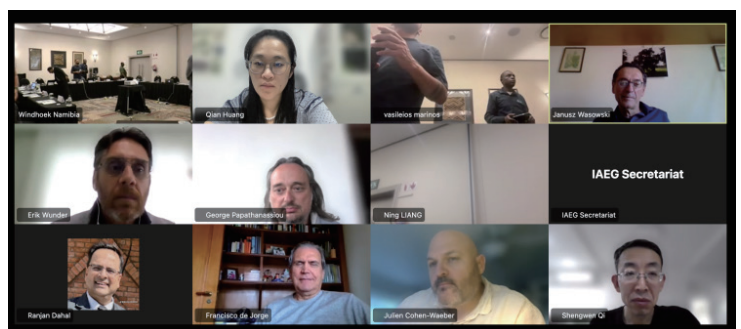 Windhoek Namibia
Qian Huang
vasileios marinos
Janusz Wasowski
Erik Wunder
George Papathanassiou
Ning LIANG
IAEG Secretariat
IAEG Secretariat
Ranjan Dahal
Francisco de Jorge
Julien Cohen-Waeber
Shengwen Qi